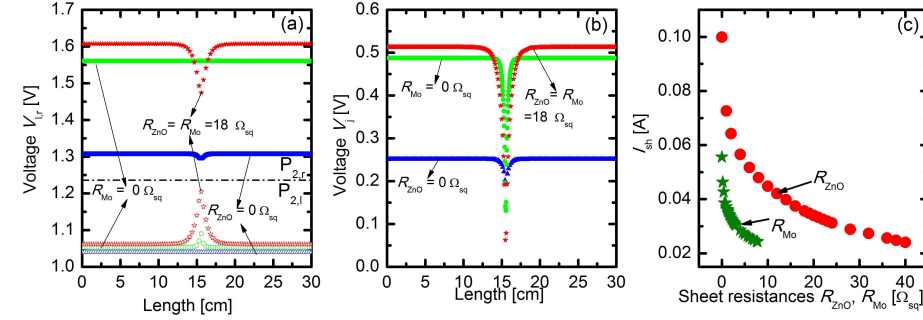 (a)
Voltage V_l,r [V]
1.7
1.6
1.5
1.4
1.3
1.2
1.1
1.0
R_Mo = 0 Ω_sq
R_ZnO = R_Mo = 18 Ω_sq
P_2,r
P_2,l
R_ZnO = 0 Ω_sq
0 5 10 15 20 25 30
Length [cm]
(b)
Voltage V_j [V]
0.6
0.5
0.4
0.3
0.2
0.1
0.0
R_Mo = 0 Ω_sq
R_ZnO = R_Mo
=18 Ω_sq
R_ZnO = 0 Ω_sq
0 5 10 15 20 25 30
Length [cm]
(c)
I_sh [A]
0.10
0.08
0.06
0.04
0.02
R_ZnO
R_Mo
0 10 20 30 40
Sheet resistances R_ZnO, R_Mo [Ω_sq]